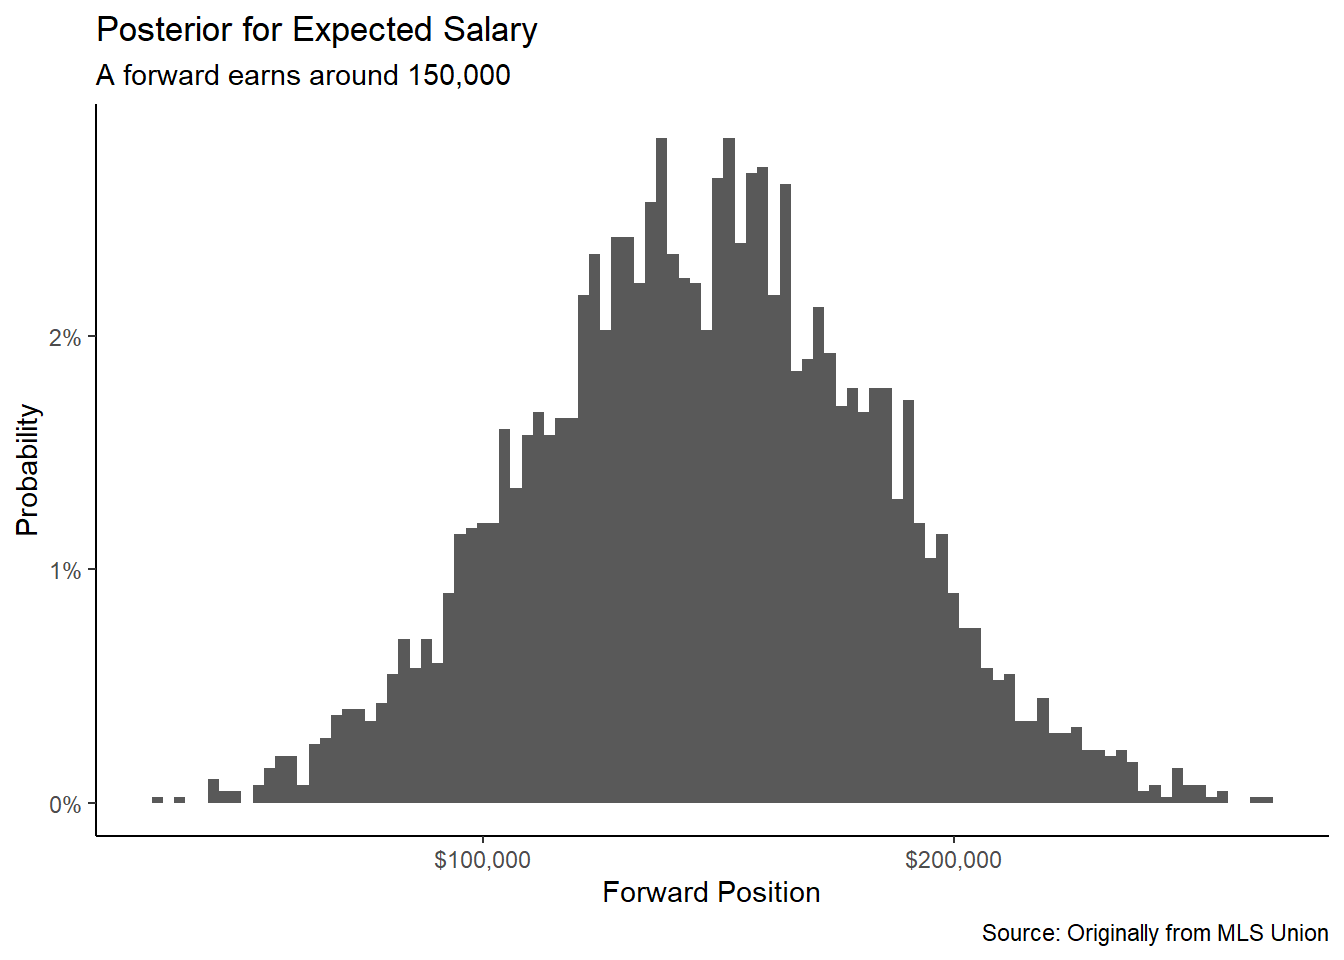 Posterior for Expected Salary
A forward earns around 150,000
Probability
2%
1%
0%
$100,000
$200,000
Forward Position
Source: Originally from MLS Union